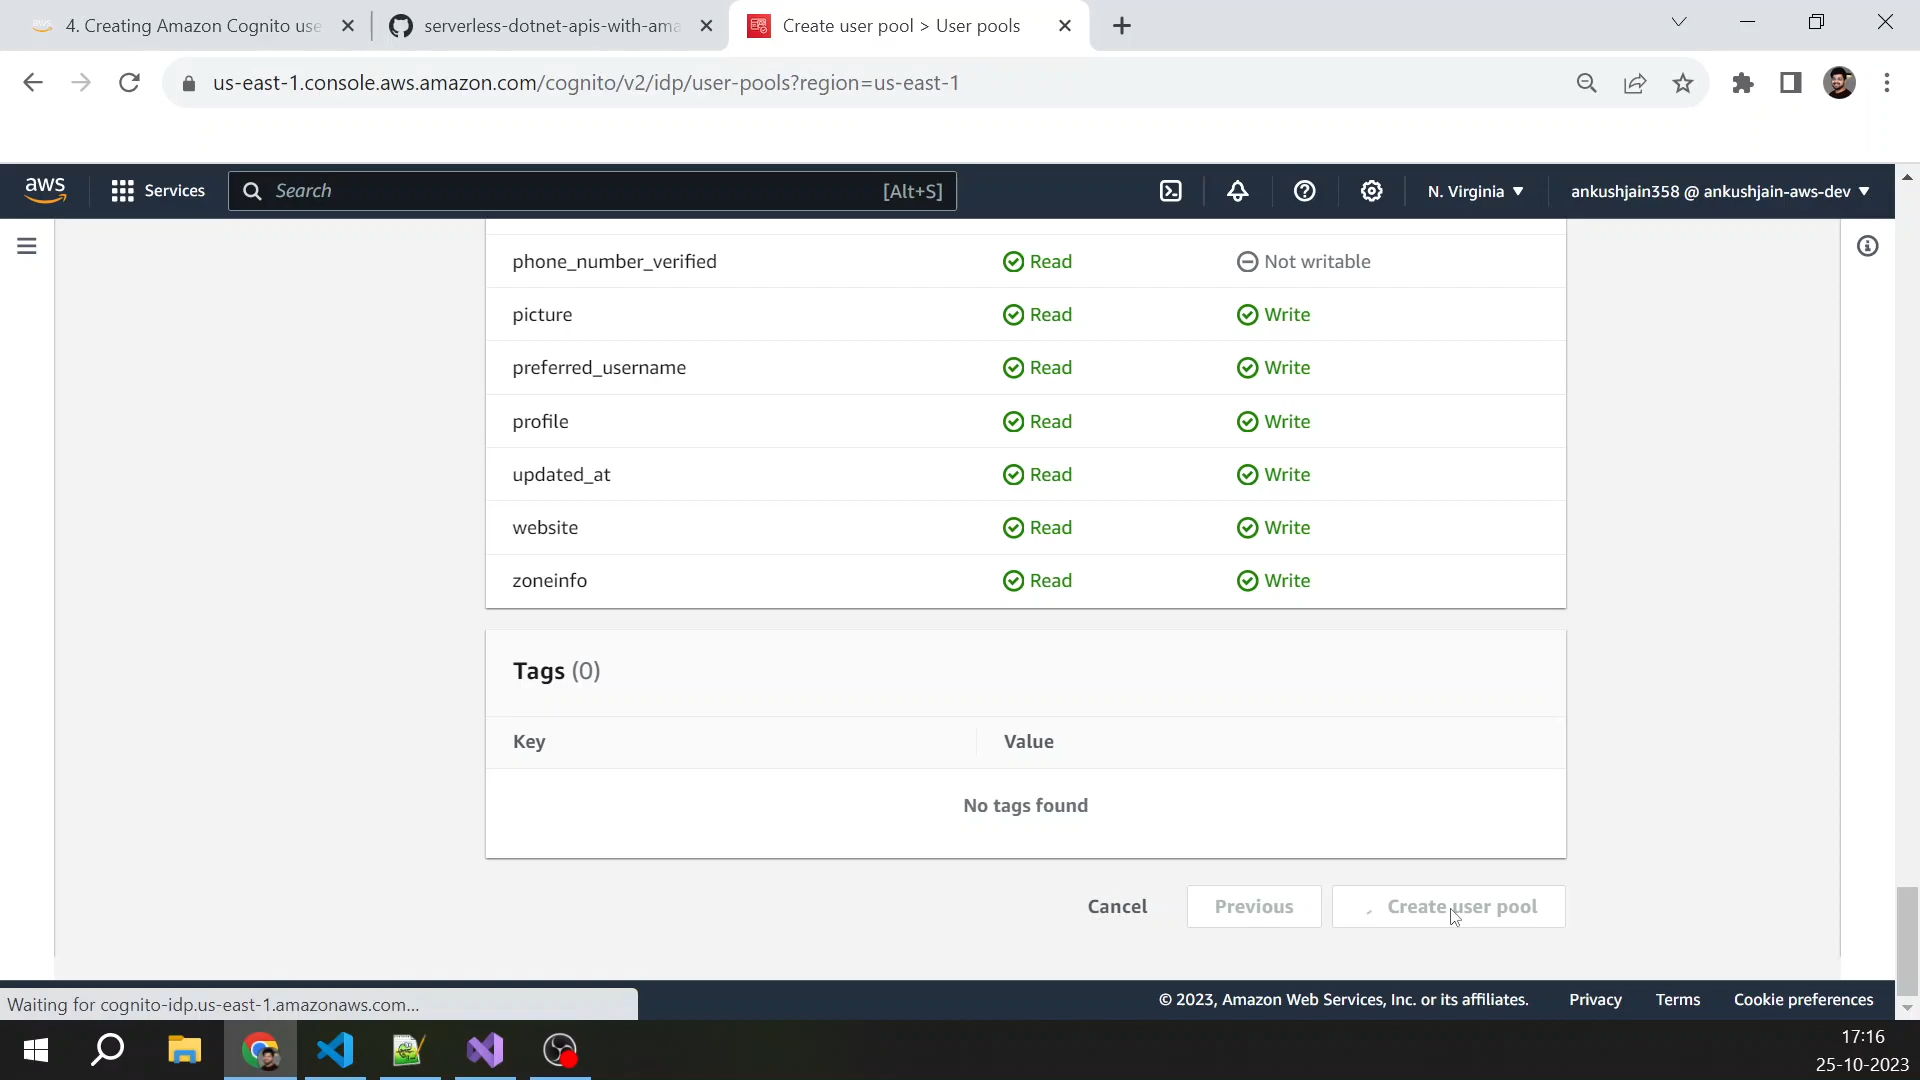 4. Creating Amazon Cognito use
serverless-dotnet-apis-with-ama
Create user pool > User pools
us-east-1.console.aws.amazon.com/cognito/v2/idp/user-pools?region=us-east-1
aws
Services
Search
[Alt+S]
N. Virginia
ankushjain358 @ ankushjain-aws-dev
phone_number_verified Read Not writable
picture Read Write
preferred_username Read Write
profile Read Write
updated_at Read Write
website Read Write
zoneinfo Read Write
Tags (0)
Key Value
No tags found
Cancel Previous Create user pool
Waiting for cognito-idp.us-east-1.amazonaws.com...
© 2023, Amazon Web Services, Inc. or its affiliates. Privacy Terms Cookie preferences
17:16
25-10-2023